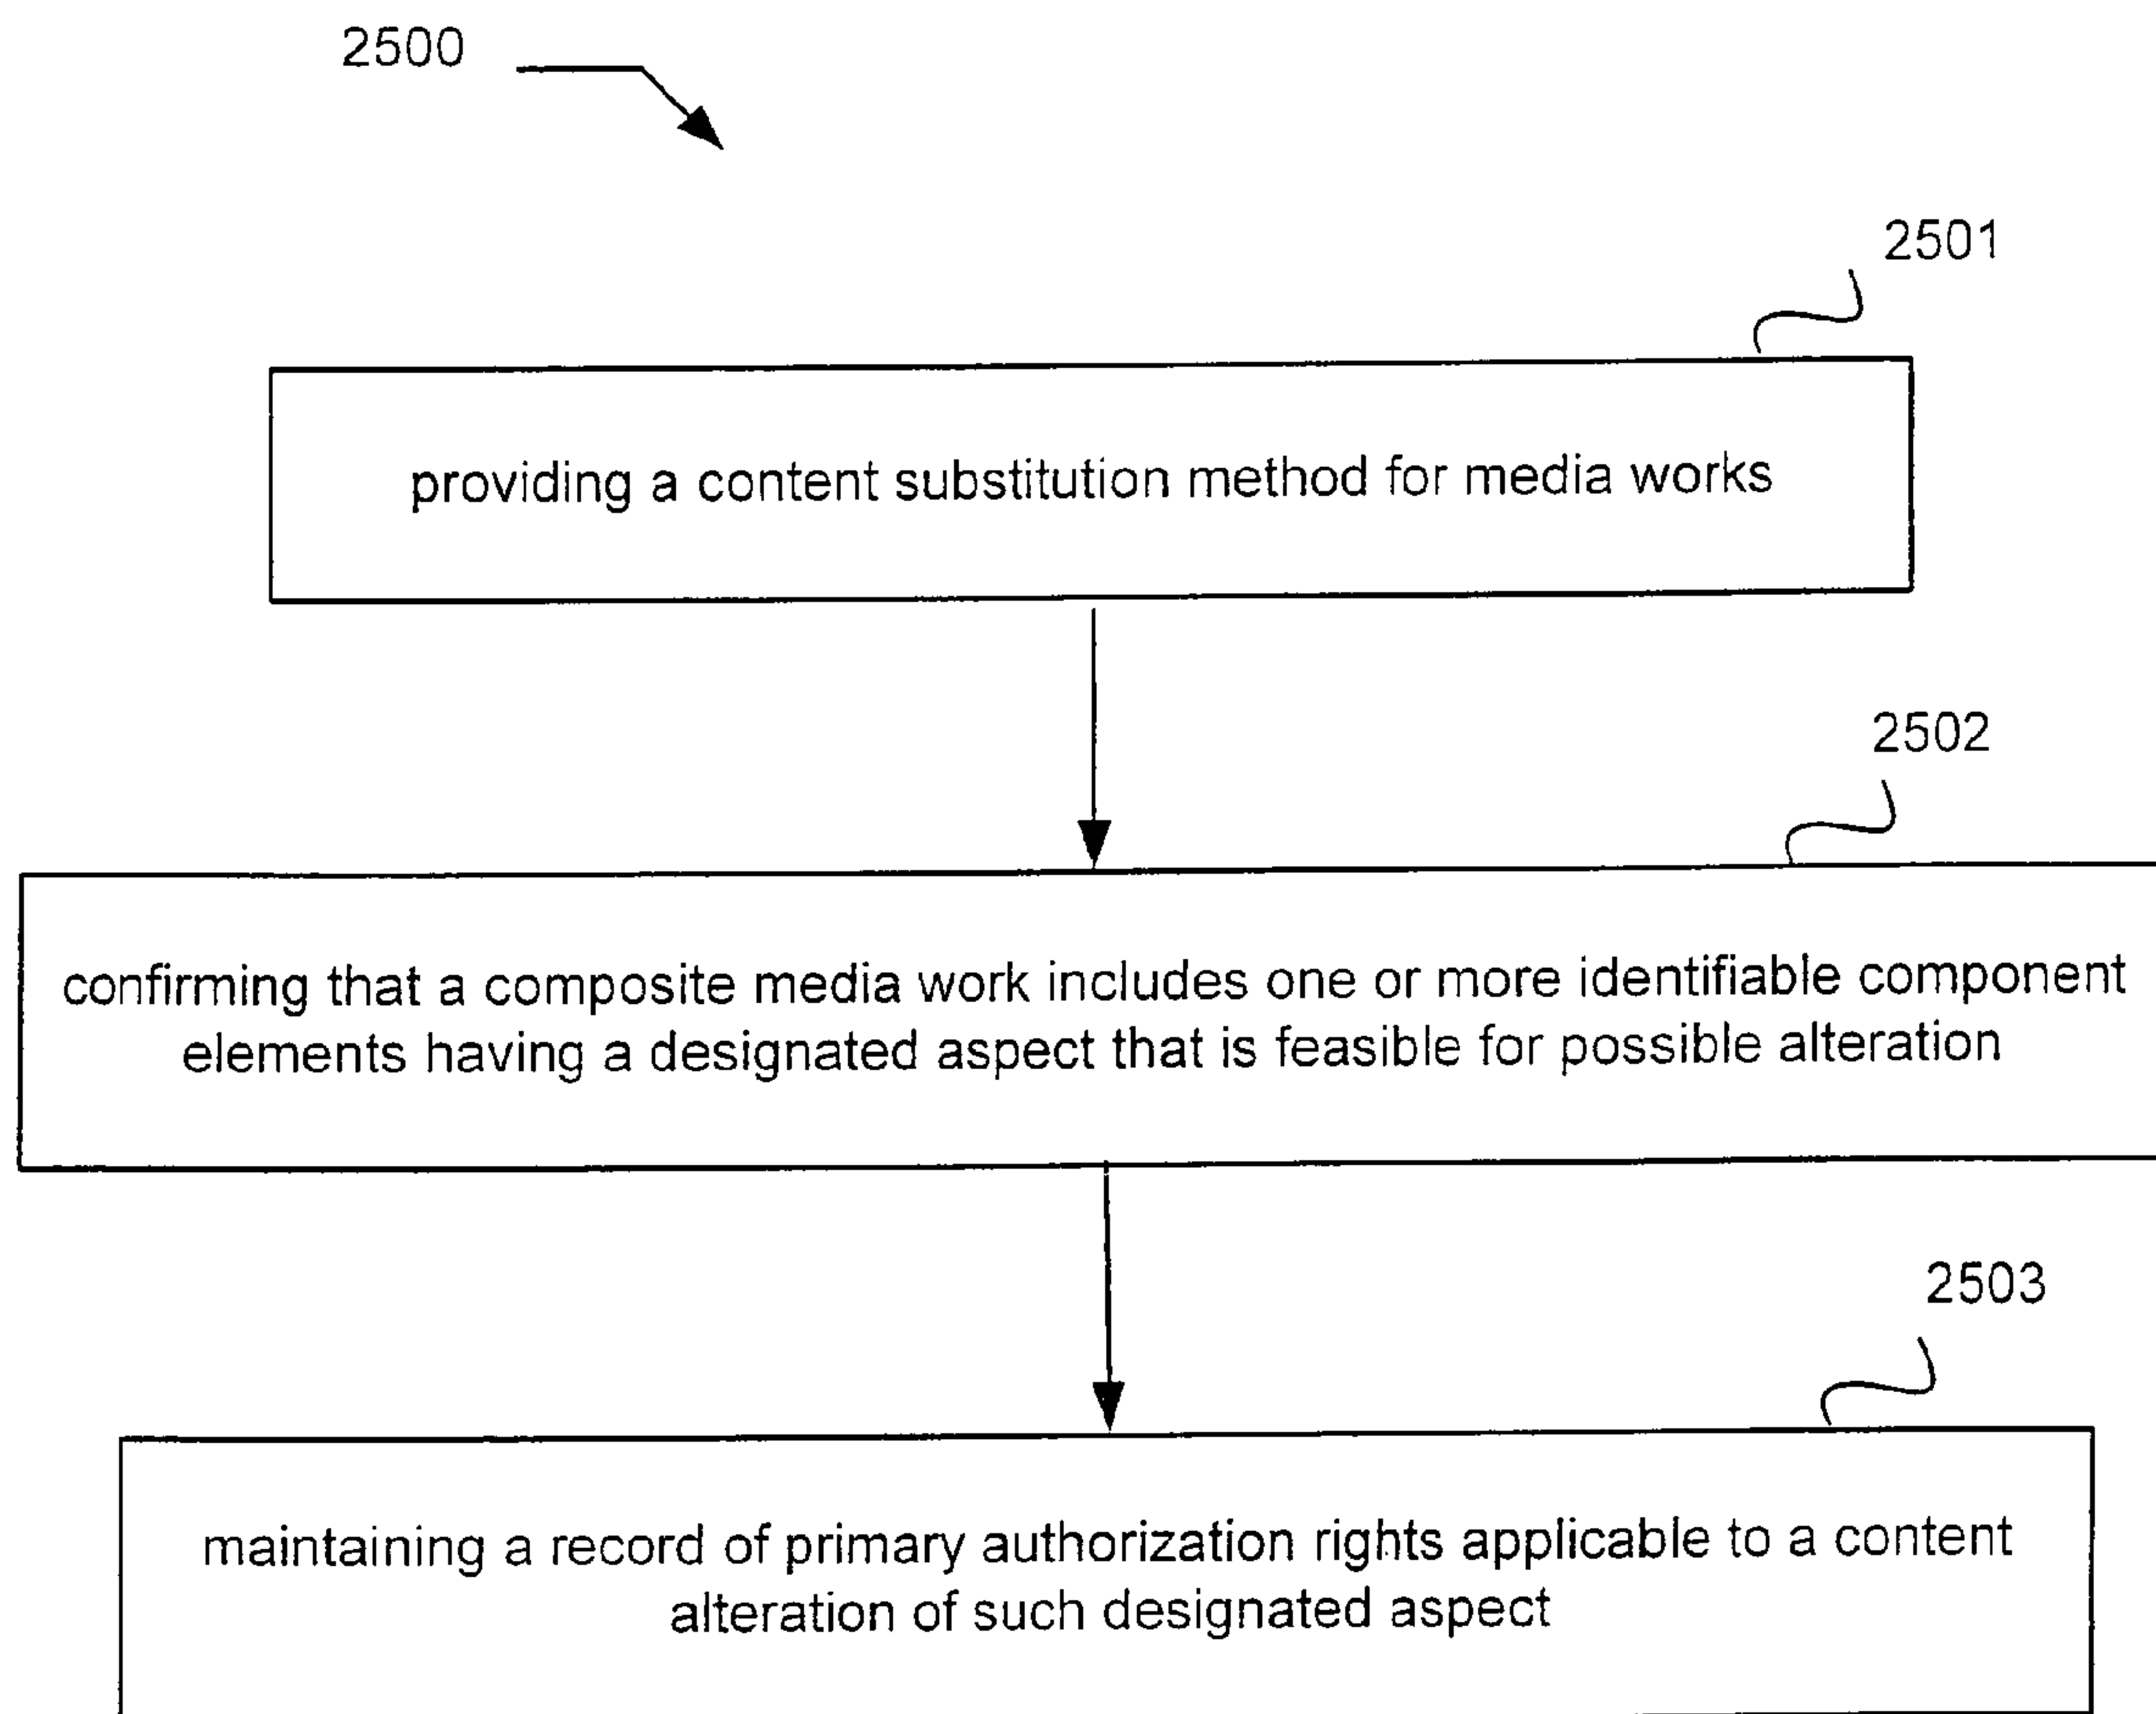 2500
2501
providing a content substitution method for media works
2502
confirming that a composite media work includes one or more identifiable component
elements having a designated aspect that is feasible for possible alteration
2503
maintaining a record of primary authorization rights applicable to a content
alteration of such designated aspect